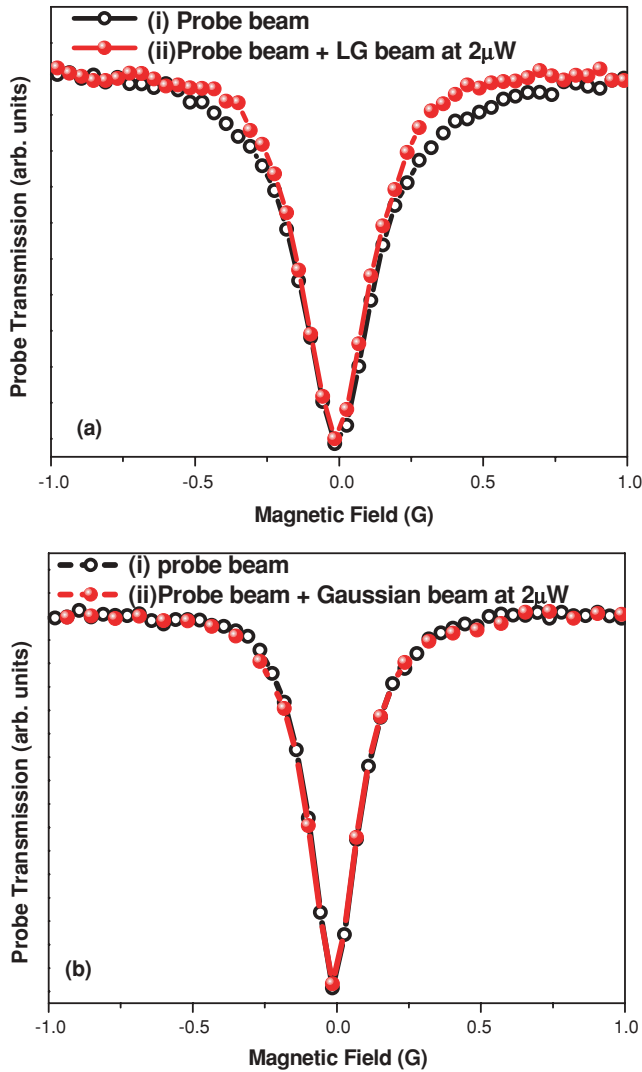 (i) Probe beam
(ii)Probe beam + LG beam at 2μW
Probe Transmission (arb. units)
(a)
-1.0 -0.5 0.0 0.5 1.0
Magnetic Field (G)
(i) probe beam
(ii)Probe beam + Gaussian beam at 2μW
Probe Transmission (arb. units)
(b)
-1.0 -0.5 0.0 0.5 1.0
Magnetic Field (G)